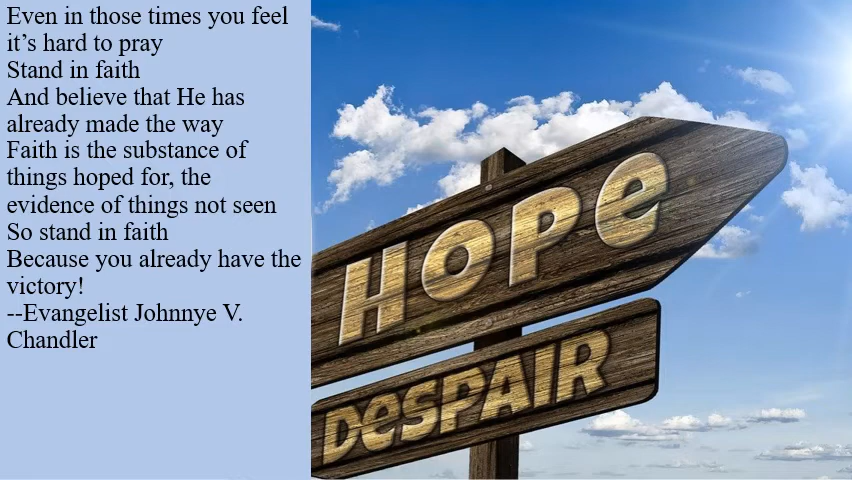 Even in those times you feel
it’s hard to pray
Stand in faith
And believe that He has
already made the way
Faith is the substance of
things hoped for, the
evidence of things not seen
So stand in faith
Because you already have the
victory!
--Evangelist Johnnye V.
Chandler
HOPe
DeSPAIR